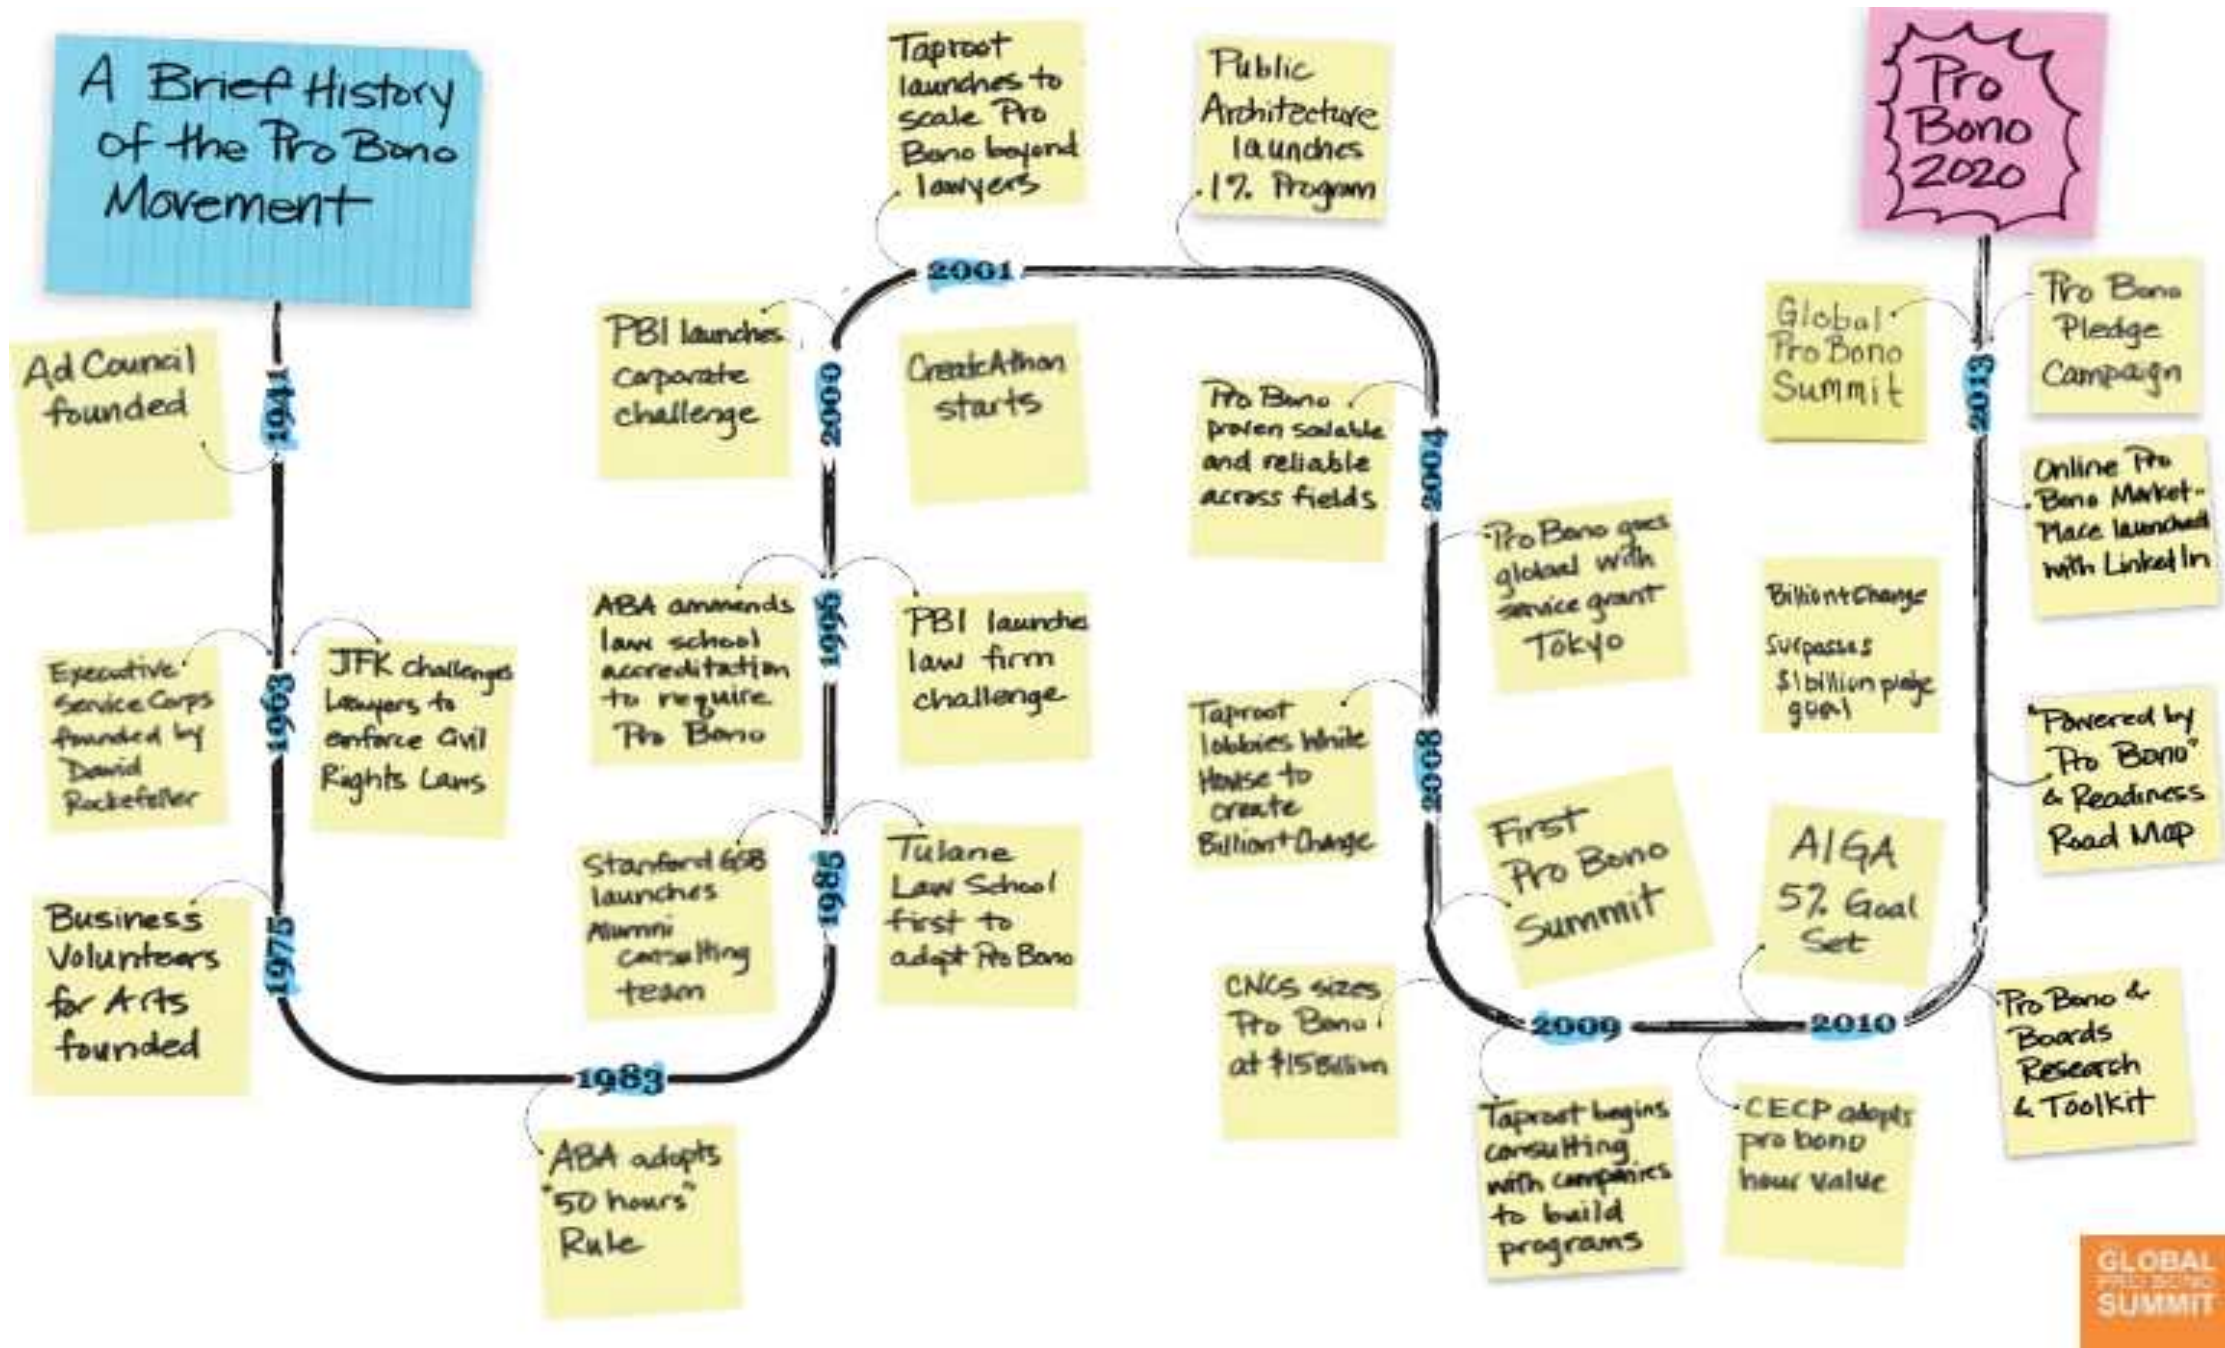 A Brief History
of the Pro Bono
Movement
1941
Ad Council
founded
1963
Executive
Service Corps
founded by
David
Rockefeller
JFK challenges
Lawyers to
enforce Civil
Rights Laws
1975
Business
Volunteers
for Arts
founded
1983
ABA adopts
"50 hours"
Rule
1985
Stanford GSB
launches
Alumni
consulting
team
Tulane
Law School
first to
adopt Pro Bono
1996
ABA ammends
law school
accreditation
to require
Pro Bono
PBI launches
law firm
challenge
2000
PBI launches
corporate
challenge
CreateAthon
starts
2001
Taproot
launches to
scale Pro
Bono beyond
lawyers
Public
Architecture
launches
1% Program
2004
Pro Bono
proven scalable
and reliable
across fields
Pro Bono goes
global with
service grant
Tokyo
2008
Taproot
lobbies White
House to
create
Billion+Change
First
Pro Bono
Summit
CNCS sizes
Pro Bono
at $15 Billion
2009
Taproot begins
consulting
with companies
to build
programs
CECP adopts
pro bono
hour value
AIGA
5% Goal
Set
2010
Pro Bono &
Boards
Research
& Toolkit
"Powered by
Pro Bono"
& Readiness
Road Map
Billion+Change
Surpasses
$1 billion pledge
goal
Online Pro
Bono Market-
Place launched
with LinkedIn
2013
Global
Pro Bono
Summit
Pro Bono
Pledge
Campaign
Pro
Bono
2020
GLOBAL
PRO BONO
SUMMIT